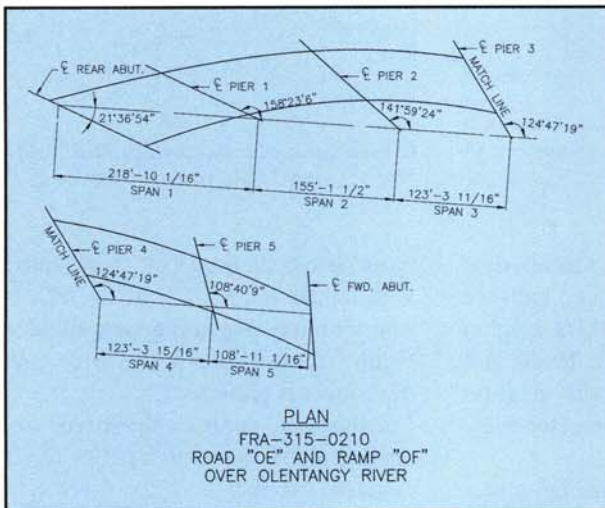 ℄ REAR ABUT.
℄ PIER 1
℄ PIER 2
℄ PIER 3
MATCH LINE
21°36'54"
158°23'6"
141°59'24"
124°47'19"
218'-10 1/16"
SPAN 1
155'-1 1/2"
SPAN 2
123'-3 11/16"
SPAN 3
℄ PIER 4
℄ PIER 5
℄ FWD. ABUT.
MATCH LINE
124°47'19"
108°40'9"
123'-3 15/16"
SPAN 4
108'-11 1/16"
SPAN 5
PLAN
FRA-315-0210
ROAD "OE" AND RAMP "OF"
OVER OLENTANGY RIVER